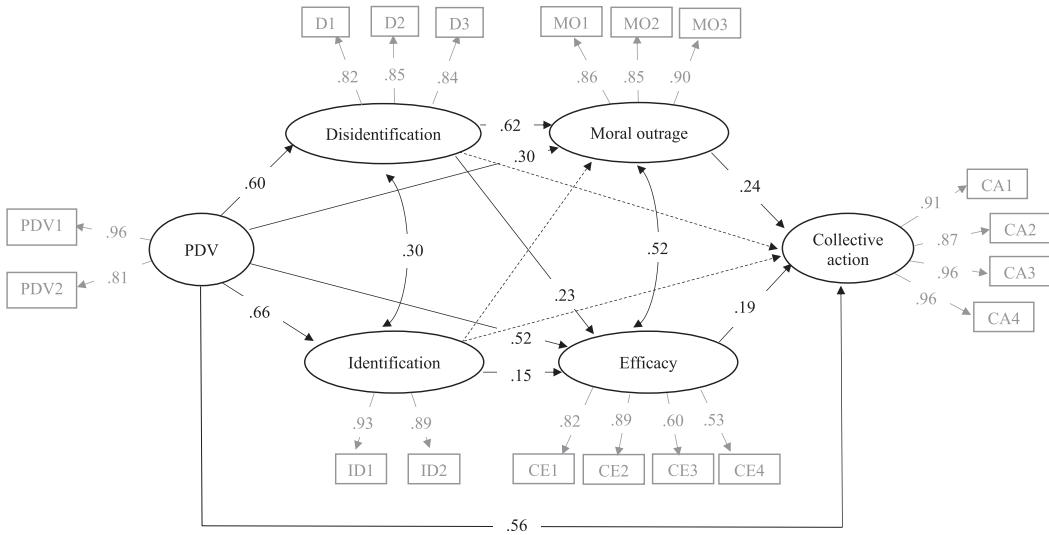 D1 D2 D3 MO1 MO2 MO3
.82 .85 .84 .86 .85 .90
Disidentification .62 Moral outrage
.30
.60 .24
.91 CA1
PDV1 .96
.87 CA2
PDV .30 .52 Collective
action
.96 CA3
PDV2 .81
.96 CA4
.66 .23 .19
.52
Identification Efficacy
.15
.93 .89 .82 .89 .60 .53
ID1 ID2 CE1 CE2 CE3 CE4
.56